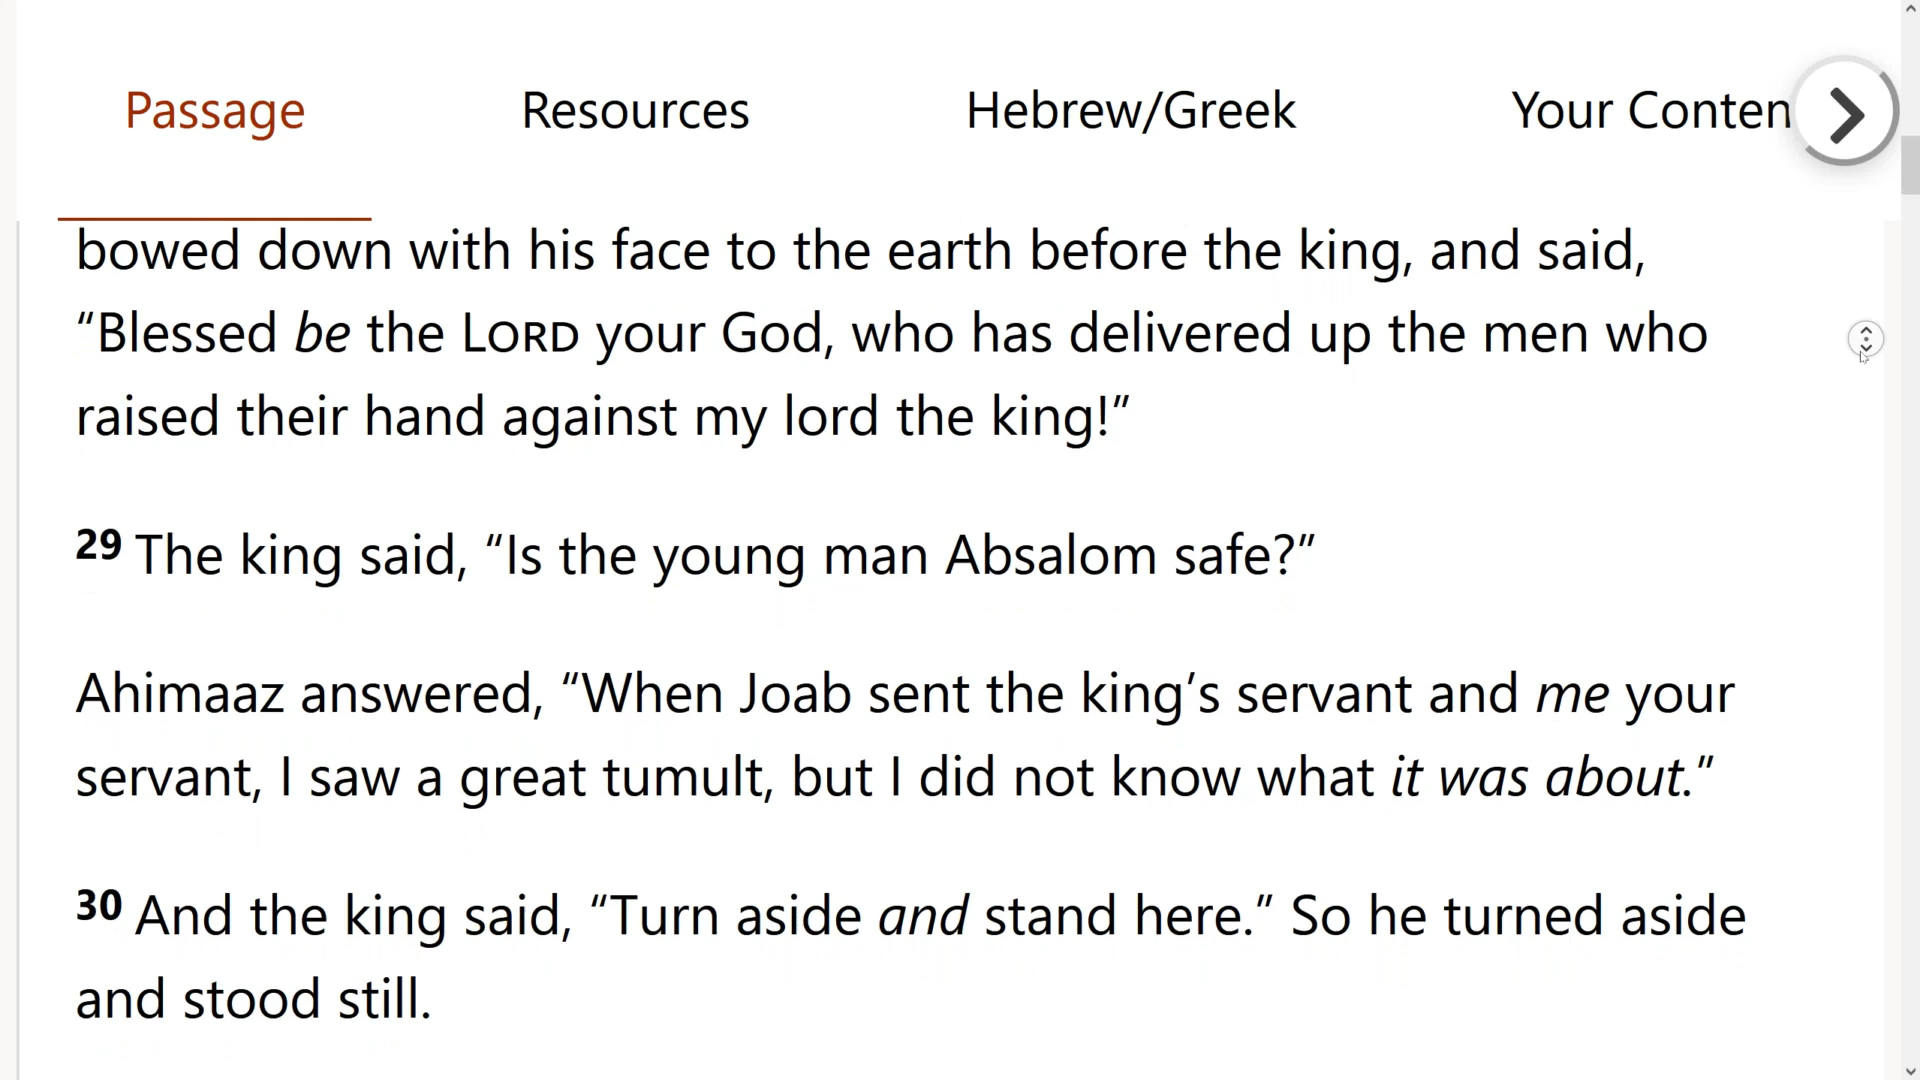 Passage Resources Hebrew/Greek Your Conten
bowed down with his face to the earth before the king, and said,
“Blessed be the LORD your God, who has delivered up the men who
raised their hand against my lord the king!”
29 The king said, “Is the young man Absalom safe?”
Ahimaaz answered, “When Joab sent the king’s servant and me your
servant, I saw a great tumult, but I did not know what it was about.”
30 And the king said, “Turn aside and stand here.” So he turned aside
and stood still.